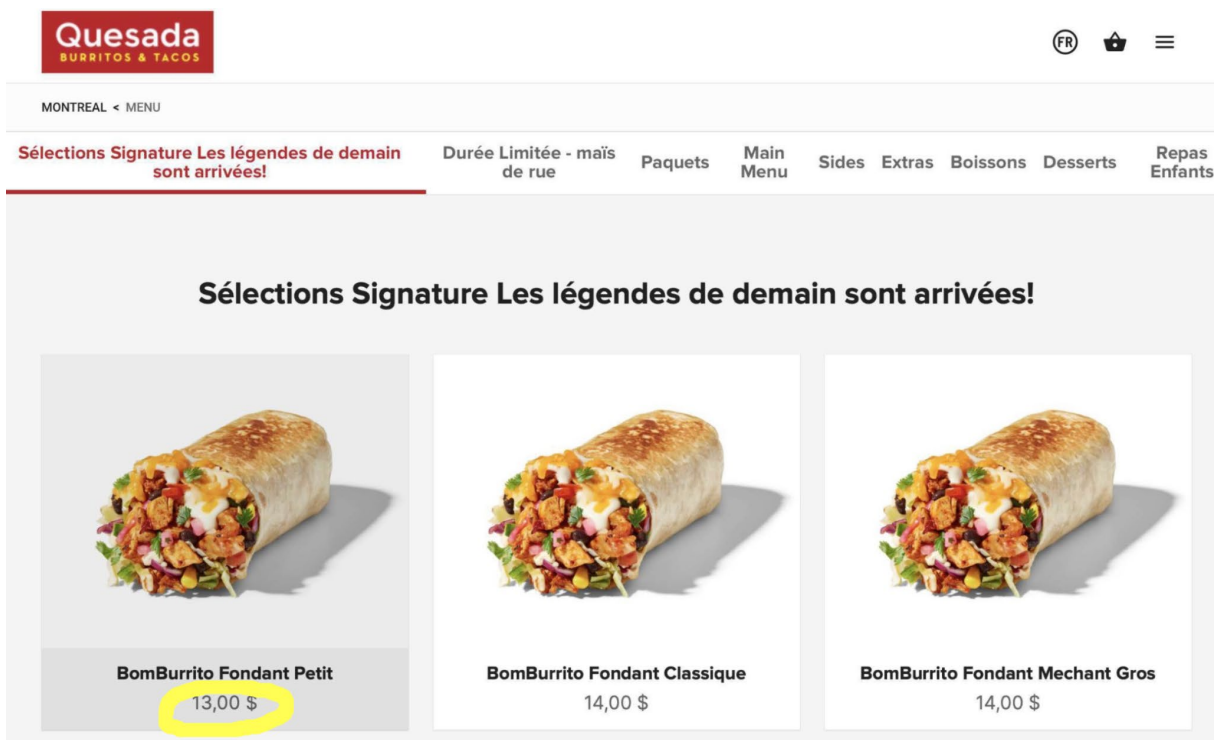 Quesada
BURRITOS & TACOS
FR
MONTREAL < MENU
Sélections Signature Les légendes de demain
sont arrivées!
Durée Limitée - maïs
de rue
Paquets
Main
Menu
Sides
Extras
Boissons
Desserts
Repas
Enfants
Sélections Signature Les légendes de demain sont arrivées!
BomBurrito Fondant Petit
13,00 $
BomBurrito Fondant Classique
14,00 $
BomBurrito Fondant Mechant Gros
14,00 $